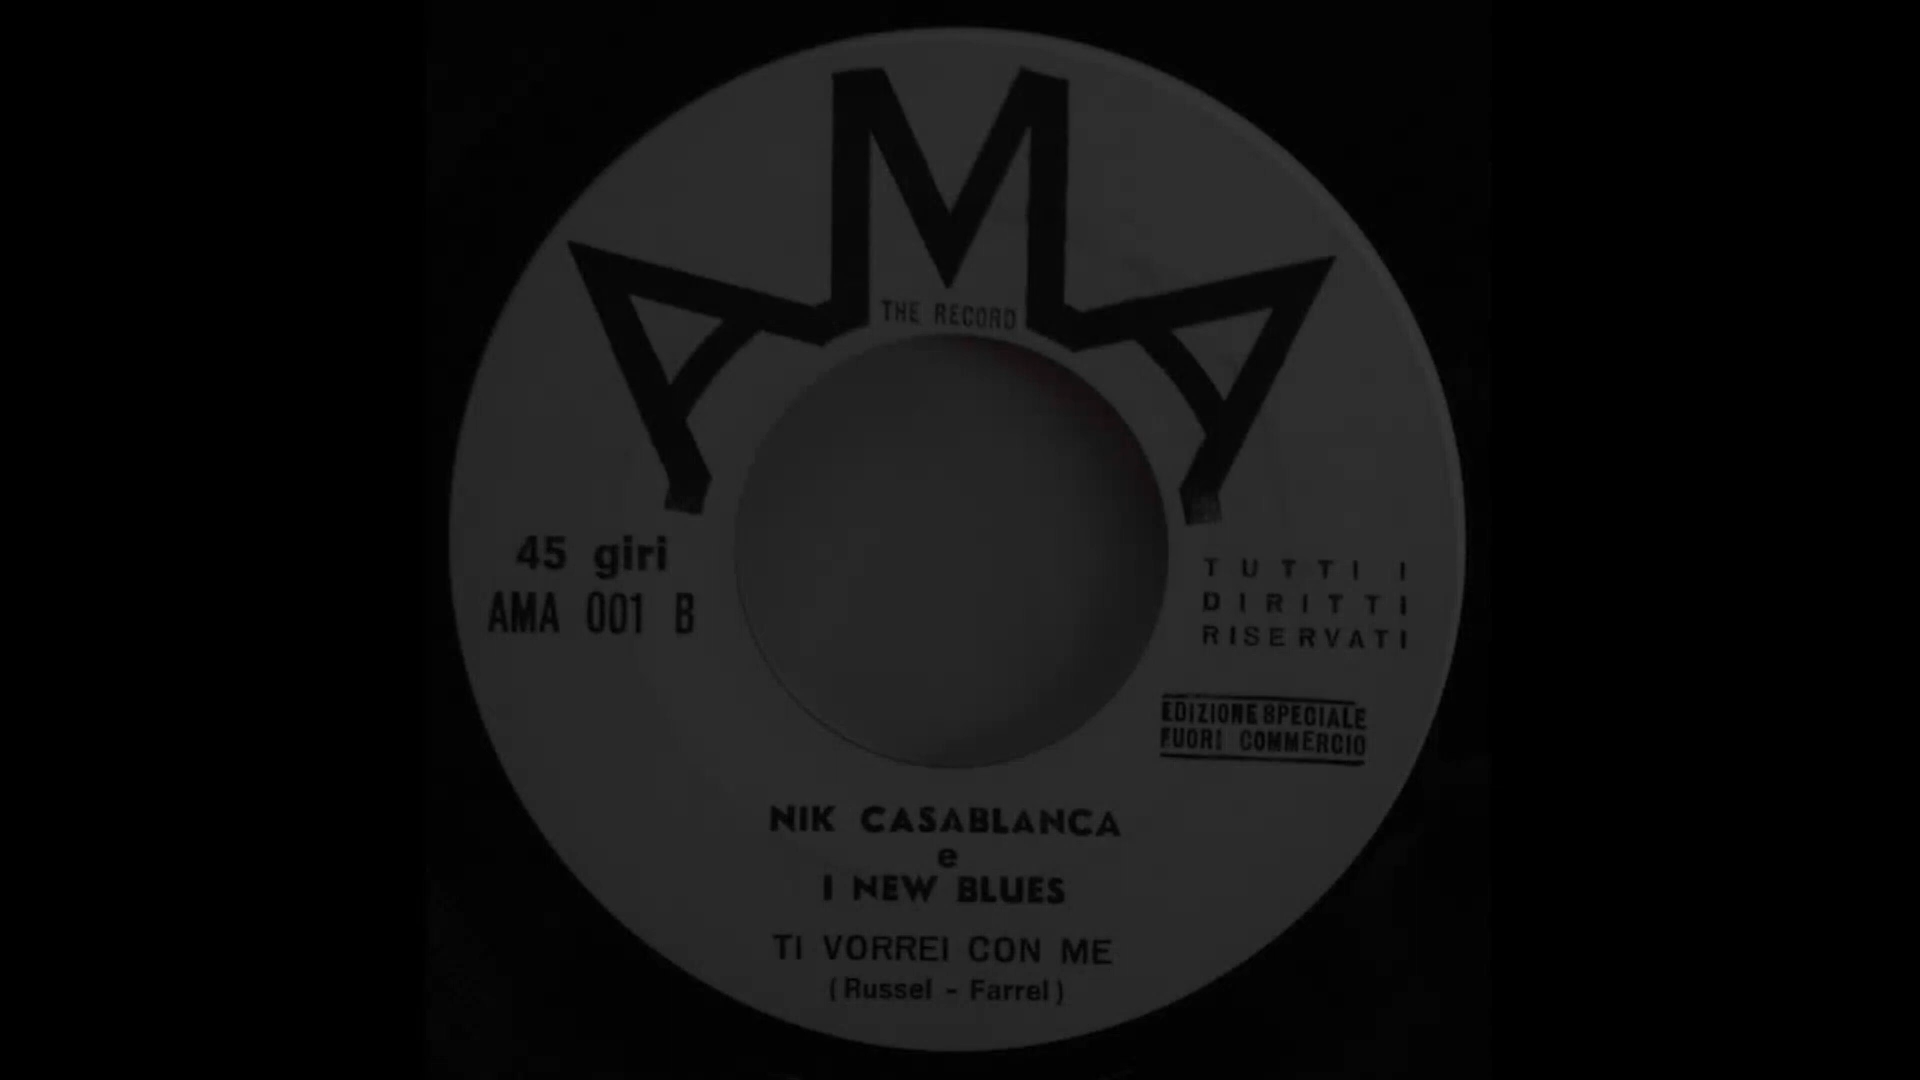 AMA
THE RECORD
45 giri
AMA 001 B
TUTTI I
DIRITTI
RISERVATI
EDIZIONE SPECIALE
FUORI COMMERCIO
NIK CASABLANCA
e
I NEW BLUES
TI VORREI CON ME
(Russel - Farrel)